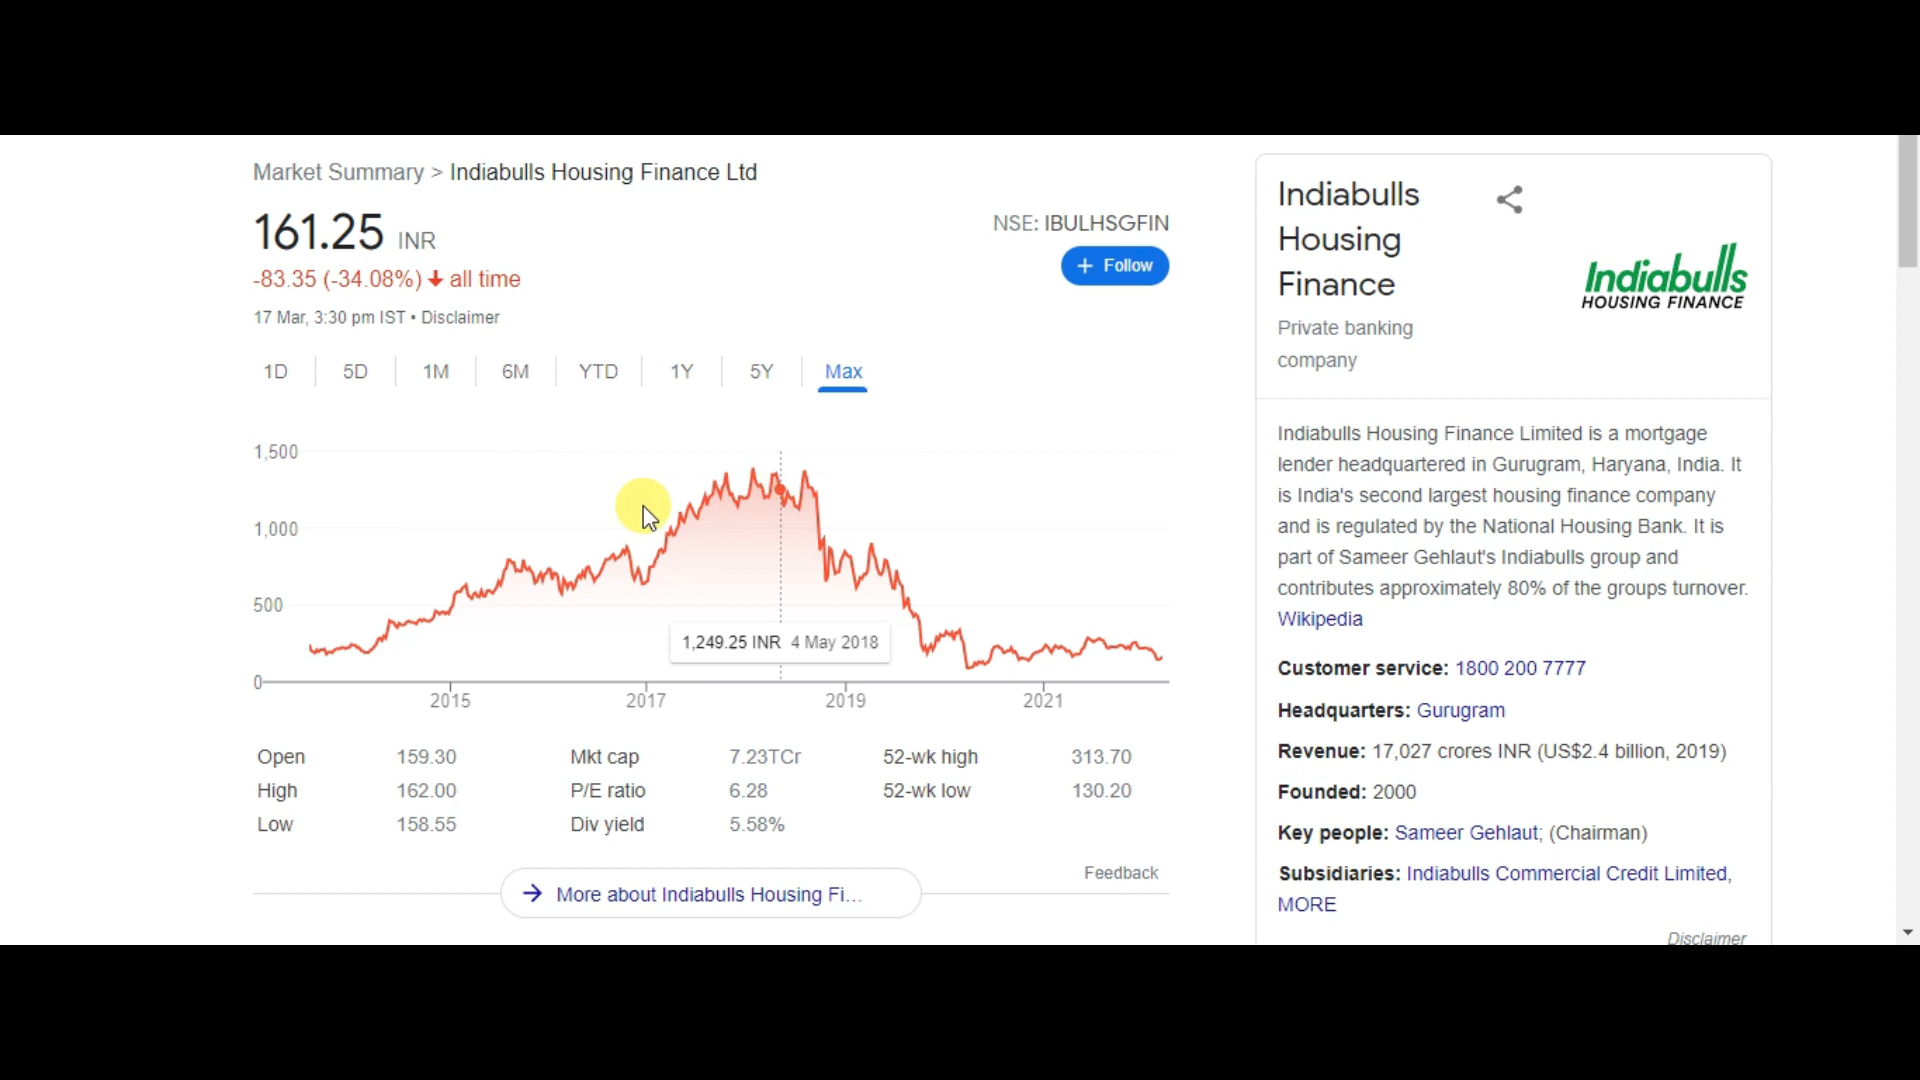 Market Summary > Indiabulls Housing Finance Ltd
161.25 INR
-83.35 (-34.08%) ↓ all time
17 Mar, 3:30 pm IST • Disclaimer
NSE: IBULHSGFIN
+ Follow
1D 5D 1M 6M YTD 1Y 5Y Max
1,500
1,000
500
0
1,249.25 INR 4 May 2018
2015 2017 2019 2021
Open 159.30 Mkt cap 7.23TCr 52-wk high 313.70
High 162.00 P/E ratio 6.28 52-wk low 130.20
Low 158.55 Div yield 5.58%
Feedback
→ More about Indiabulls Housing Fi...
Indiabulls
Housing
Finance
Private banking
company
Indiabulls
HOUSING FINANCE
Indiabulls Housing Finance Limited is a mortgage
lender headquartered in Gurugram, Haryana, India. It
is India's second largest housing finance company
and is regulated by the National Housing Bank. It is
part of Sameer Gehlaut's Indiabulls group and
contributes approximately 80% of the groups turnover.
Wikipedia
Customer service: 1800 200 7777
Headquarters: Gurugram
Revenue: 17,027 crores INR (US$2.4 billion, 2019)
Founded: 2000
Key people: Sameer Gehlaut; (Chairman)
Subsidiaries: Indiabulls Commercial Credit Limited,
MORE
Disclaimer